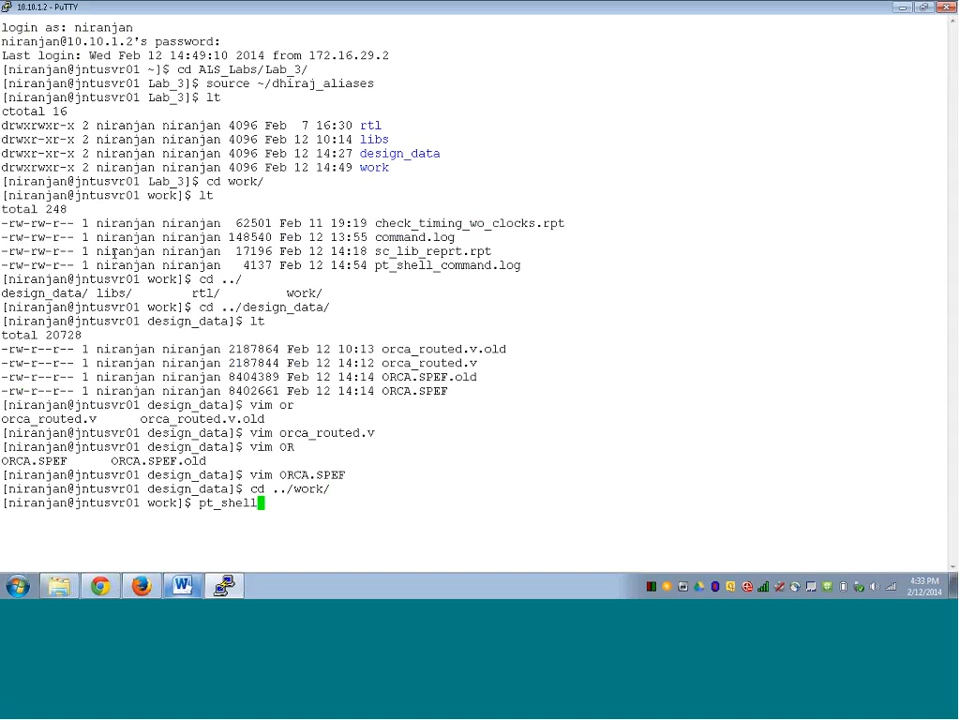 10.10.1.2 - PuTTY
login as: niranjan
niranjan@10.10.1.2's password:
Last login: Wed Feb 12 14:49:10 2014 from 172.16.29.2
[niranjan@jntusvr01 ~]$ cd ALS_Labs/Lab_3/
[niranjan@jntusvr01 Lab_3]$ source ~/dhiraj_aliases
[niranjan@jntusvr01 Lab_3]$ lt
ctotal 16
drwxrwxr-x 2 niranjan niranjan 4096 Feb  7 16:30 rtl
drwxrwxr-x 2 niranjan niranjan 4096 Feb 12 10:14 libs
drwxrwxr-x 2 niranjan niranjan 4096 Feb 12 14:27 design_data
drwxrwxr-x 2 niranjan niranjan 4096 Feb 12 14:49 work
[niranjan@jntusvr01 Lab_3]$ cd work/
[niranjan@jntusvr01 work]$ lt
total 248
-rw-rw-r-- 1 niranjan niranjan  62501 Feb 11 19:19 check_timing_wo_clocks.rpt
-rw-rw-r-- 1 niranjan niranjan 148540 Feb 12 13:55 command.log
-rw-rw-r-- 1 niranjan niranjan  17196 Feb 12 14:18 sc_lib_reprt.rpt
-rw-rw-r-- 1 niranjan niranjan   4137 Feb 12 14:54 pt_shell_command.log
[niranjan@jntusvr01 work]$ cd ../
design_data/ libs/        rtl/         work/
[niranjan@jntusvr01 work]$ cd ../design_data/
[niranjan@jntusvr01 design_data]$ lt
total 20728
-rw-r--r-- 1 niranjan niranjan 2187864 Feb 12 10:13 orca_routed.v.old
-rw-r--r-- 1 niranjan niranjan 2187844 Feb 12 14:12 orca_routed.v
-rw-r--r-- 1 niranjan niranjan 8404389 Feb 12 14:14 ORCA.SPEF.old
-rw-r--r-- 1 niranjan niranjan 8402661 Feb 12 14:14 ORCA.SPEF
[niranjan@jntusvr01 design_data]$ vim or
orca_routed.v      orca_routed.v.old
[niranjan@jntusvr01 design_data]$ vim orca_routed.v
[niranjan@jntusvr01 design_data]$ vim OR
ORCA.SPEF      ORCA.SPEF.old
[niranjan@jntusvr01 design_data]$ vim ORCA.SPEF
[niranjan@jntusvr01 design_data]$ cd ../work/
[niranjan@jntusvr01 work]$ pt_shell
4:33 PM
2/12/2014